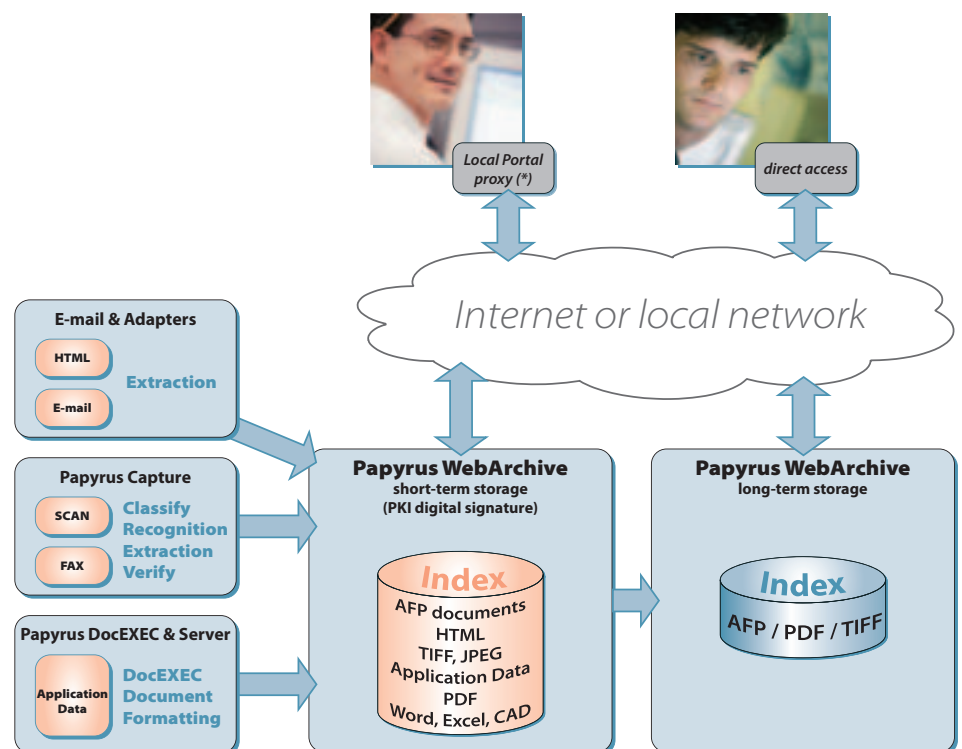 Local Portal
proxy (*)
direct access
Internet or local network
E-mail & Adapters
HTML
Extraction
E-mail
Papyrus Capture
SCAN
Classify
Recognition
FAX
Extraction
Verify
Papyrus DocEXEC & Server
Application
Data
DocEXEC
Document
Formatting
Papyrus WebArchive
short-term storage
(PKI digital signature)
Index
AFP documents
HTML
TIFF, JPEG
Application Data
PDF
Word, Excel, CAD
Papyrus WebArchive
long-term storage
Index
AFP / PDF / TIFF